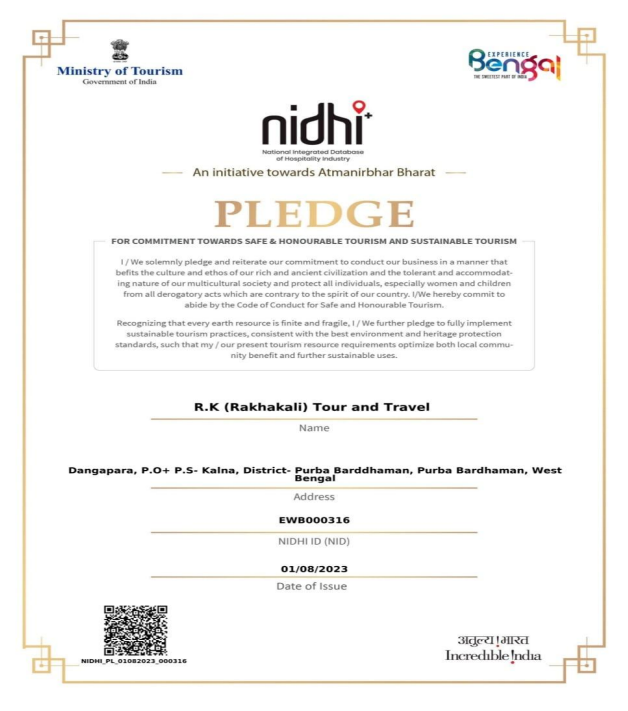 Ministry of Tourism
Government of India
EXPERIENCE
Bengal
THE SWEETEST PART OF INDIA
nidhi+
National Integrated Database
of Hospitality Industry
An initiative towards Atmanirbhar Bharat
PLEDGE
FOR COMMITMENT TOWARDS SAFE & HONOURABLE TOURISM AND SUSTAINABLE TOURISM
I / We solemnly pledge and reiterate our commitment to conduct our business in a manner that
befits the culture and ethos of our rich and ancient civilization and the tolerant and accommodat-
ing nature of our multicultural society and protect all individuals, especially women and children
from all derogatory acts which are contrary to the spirit of our country. I/We hereby commit to
abide by the Code of Conduct for Safe and Honourable Tourism.
Recognizing that every earth resource is finite and fragile, I / We further pledge to fully implement
sustainable tourism practices, consistent with the best environment and heritage protection
standards, such that my / our present tourism resource requirements optimize both local commu-
nity benefit and further sustainable uses.
R.K (Rakhakali) Tour and Travel
Name
Dangapara, P.O+ P.S- Kalna, District- Purba Barddhaman, Purba Bardhaman, West
Bengal
Address
EWB000316
NIDHI ID (NID)
01/08/2023
Date of Issue
NIDHI_PL_01082023_000316
अतुल्य!भारत
Incredible!ndia